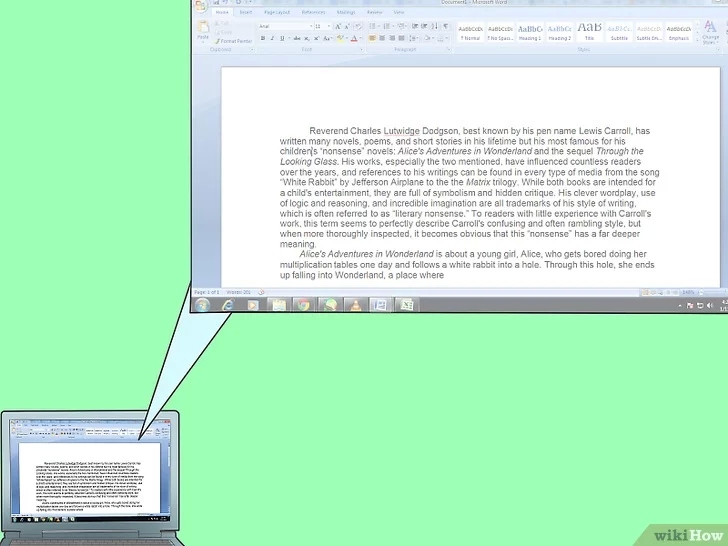 Document1 - Microsoft Word
Home Insert Page Layout References Mailings Review View
Paste
Format Painter
Clipboard
Arial 11
Font
Paragraph
AaBbCcDc AaBbCcDc AaBbCc AaBbCc AaB AaBbCc. AaBbCcDc AaBbCcDc
¶ Normal ¶ No Spac... Heading 1 Heading 2 Title Subtitle Subtle Em... Emphasis
Change
Styles
Reverend Charles Lutwidge Dodgson, best known by his pen name Lewis Carroll, has
written many novels, poems, and short stories in his lifetime but his most famous for his
children's “nonsense” novels: Alice's Adventures in Wonderland and the sequel Through the
Looking Glass. His works, especially the two mentioned, have influenced countless readers
over the years, and references to his writings can be found in every type of media from the song
“White Rabbit” by Jefferson Airplane to the the Matrix trilogy. While both books are intended for
a child's entertainment, they are full of symbolism and hidden critique. His clever wordplay, use
of logic and reasoning, and incredible imagination are all trademarks of his style of writing,
which is often referred to as “literary nonsense.” To readers with little experience with Carroll's
work, this term seems to perfectly describe Carroll's confusing and often rambling style, but
when more thoroughly inspected, it becomes obvious that this “nonsense” has a far deeper
meaning.
Alice's Adventures in Wonderland is about a young girl, Alice, who gets bored doing her
multiplication tables one day and follows a white rabbit into a hole. Through this hole, she ends
up falling into Wonderland, a place where
Page: 1 of 1
wikiHow